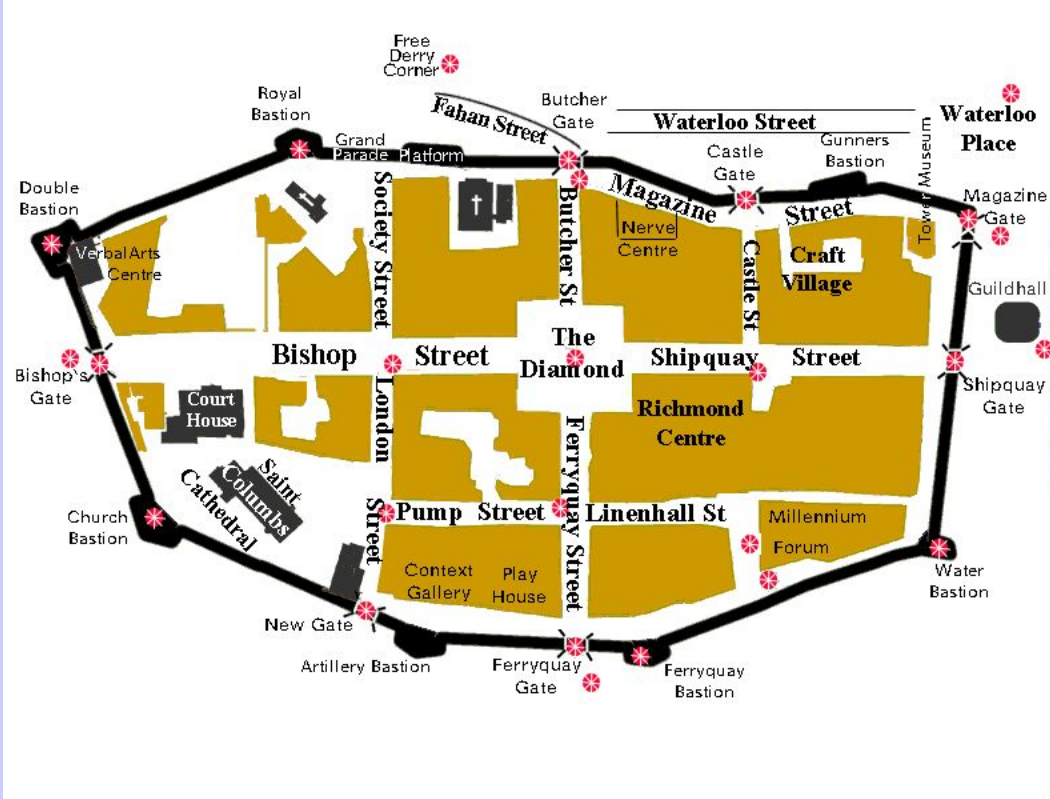 Free
Derry
Corner
Royal
Bastion
Butcher
Gate
Fahan Street
Waterloo Street
Waterloo
Place
Grand
Parade
Platform
Castle
Gate
Gunners
Bastion
Tower Museum
Double
Bastion
Magazine
Gate
Magazine
Street
Society Street
Butcher St
Nerve
Centre
Castle St
Craft
Village
Verbal Arts
Centre
Guildhall
The
Diamond
Bishop Street
Shipquay Street
Bishop`s
Gate
Shipquay
Gate
Court
House
London
Street
Richmond
Centre
Ferryquay Street
Saint
Columbs
Cathedral
Pump Street
Linenhall St
Millennium
Forum
Church
Bastion
Context
Gallery
Play
House
Water
Bastion
New Gate
Artillery Bastion
Ferryquay
Gate
Ferryquay
Bastion